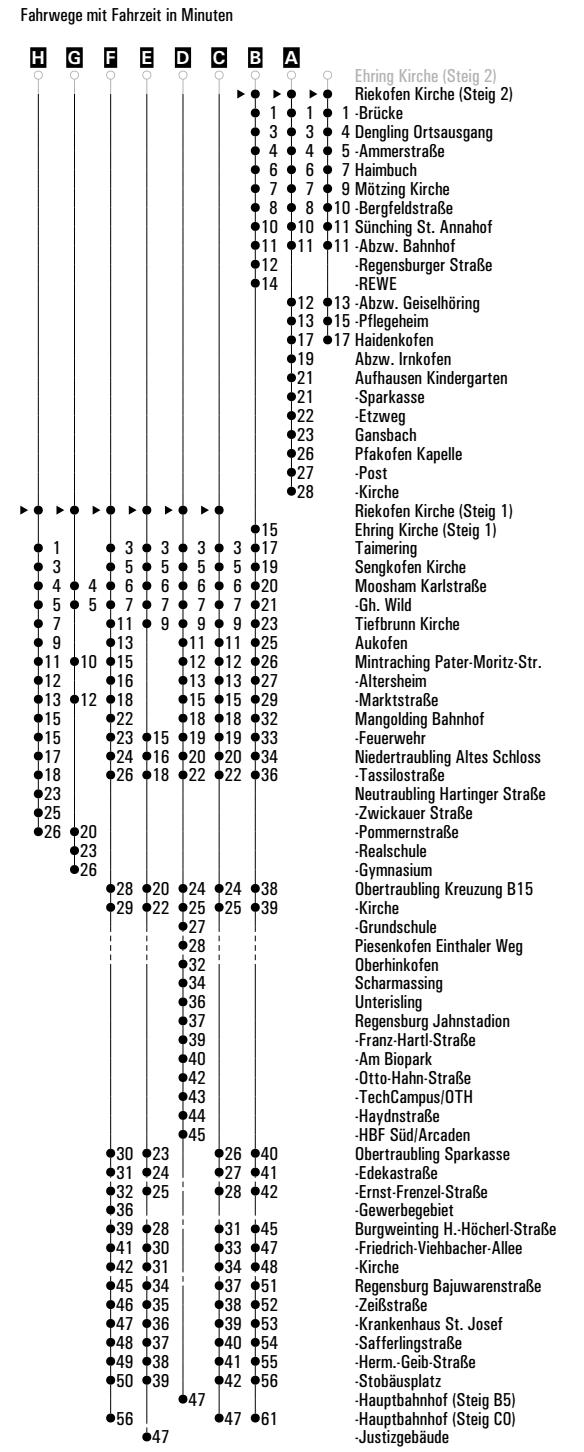 Fahrwege mit Fahrzeit in Minuten
H G F E D C B A
Ehring Kirche (Steig 2)
Riekofen Kirche (Steig 2)
1 1 1 -Brücke
3 3 4 Dengling Ortsausgang
4 4 5 -Ammerstraße
6 6 7 Haimbuch
7 7 9 Mötzing Kirche
8 8 10 -Bergfeldstraße
10 10 11 Sünching St. Annahof
11 11 11 -Abzw. Bahnhof
12 -Regensburger Straße
14 -REWE
12 13 -Abzw. Geiselhöring
13 15 -Pflegeheim
17 17 Haidenkofen
19 Abzw. Irnkofen
21 Aufhausen Kindergarten
21 -Sparkasse
22 -Etzweg
23 Gansbach
26 Pfakofen Kapelle
27 -Post
28 -Kirche
Riekofen Kirche (Steig 1)
15 Ehring Kirche (Steig 1)
1 3 3 3 3 17 Taimering
3 5 5 5 5 19 Sengkofen Kirche
4 4 6 6 6 6 20 Moosham Karlstraße
5 5 7 7 7 7 21 -Gh. Wild
7 11 9 9 9 23 Tiefbrunn Kirche
9 13 11 11 25 Aukofen
11 10 15 12 12 26 Mintraching Pater-Moritz-Str.
12 16 13 13 27 -Altersheim
13 12 18 15 15 29 -Marktstraße
15 22 18 18 32 Mangolding Bahnhof
15 23 15 19 19 33 -Feuerwehr
17 24 16 20 20 34 Niedertraubling Altes Schloss
18 26 18 22 22 36 -Tassilostraße
23 Neutraubling Hartinger Straße
25 -Zwickauer Straße
26 20 -Pommernstraße
23 -Realschule
26 -Gymnasium
28 20 24 24 38 Obertraubling Kreuzung B15
29 22 25 25 39 -Kirche
27 -Grundschule
28 Piesenkofen Einthaler Weg
32 Oberhinkofen
34 Scharmassing
36 Unterisling
37 Regensburg Jahnstadion
39 -Franz-Hartl-Straße
40 -Am Biopark
42 -Otto-Hahn-Straße
43 -TechCampus/OTH
44 -Haydnstraße
45 -HBF Süd/Arcaden
30 23 26 40 Obertraubling Sparkasse
31 24 27 41 -Edekastraße
32 25 28 42 -Ernst-Frenzel-Straße
36 -Gewerbegebiet
39 28 31 45 Burgweinting H.-Höcherl-Straße
41 30 33 47 -Friedrich-Viehbacher-Allee
42 31 34 48 -Kirche
45 34 37 51 Regensburg Bajuwarenstraße
46 35 38 52 -Zeißstraße
47 36 39 53 -Krankenhaus St. Josef
48 37 40 54 -Safferlingstraße
49 38 41 55 -Herm.-Geib-Straße
50 39 42 56 -Stobäusplatz
47 -Hauptbahnhof (Steig B5)
56 47 61 -Hauptbahnhof (Steig C0)
47 -Justizgebäude